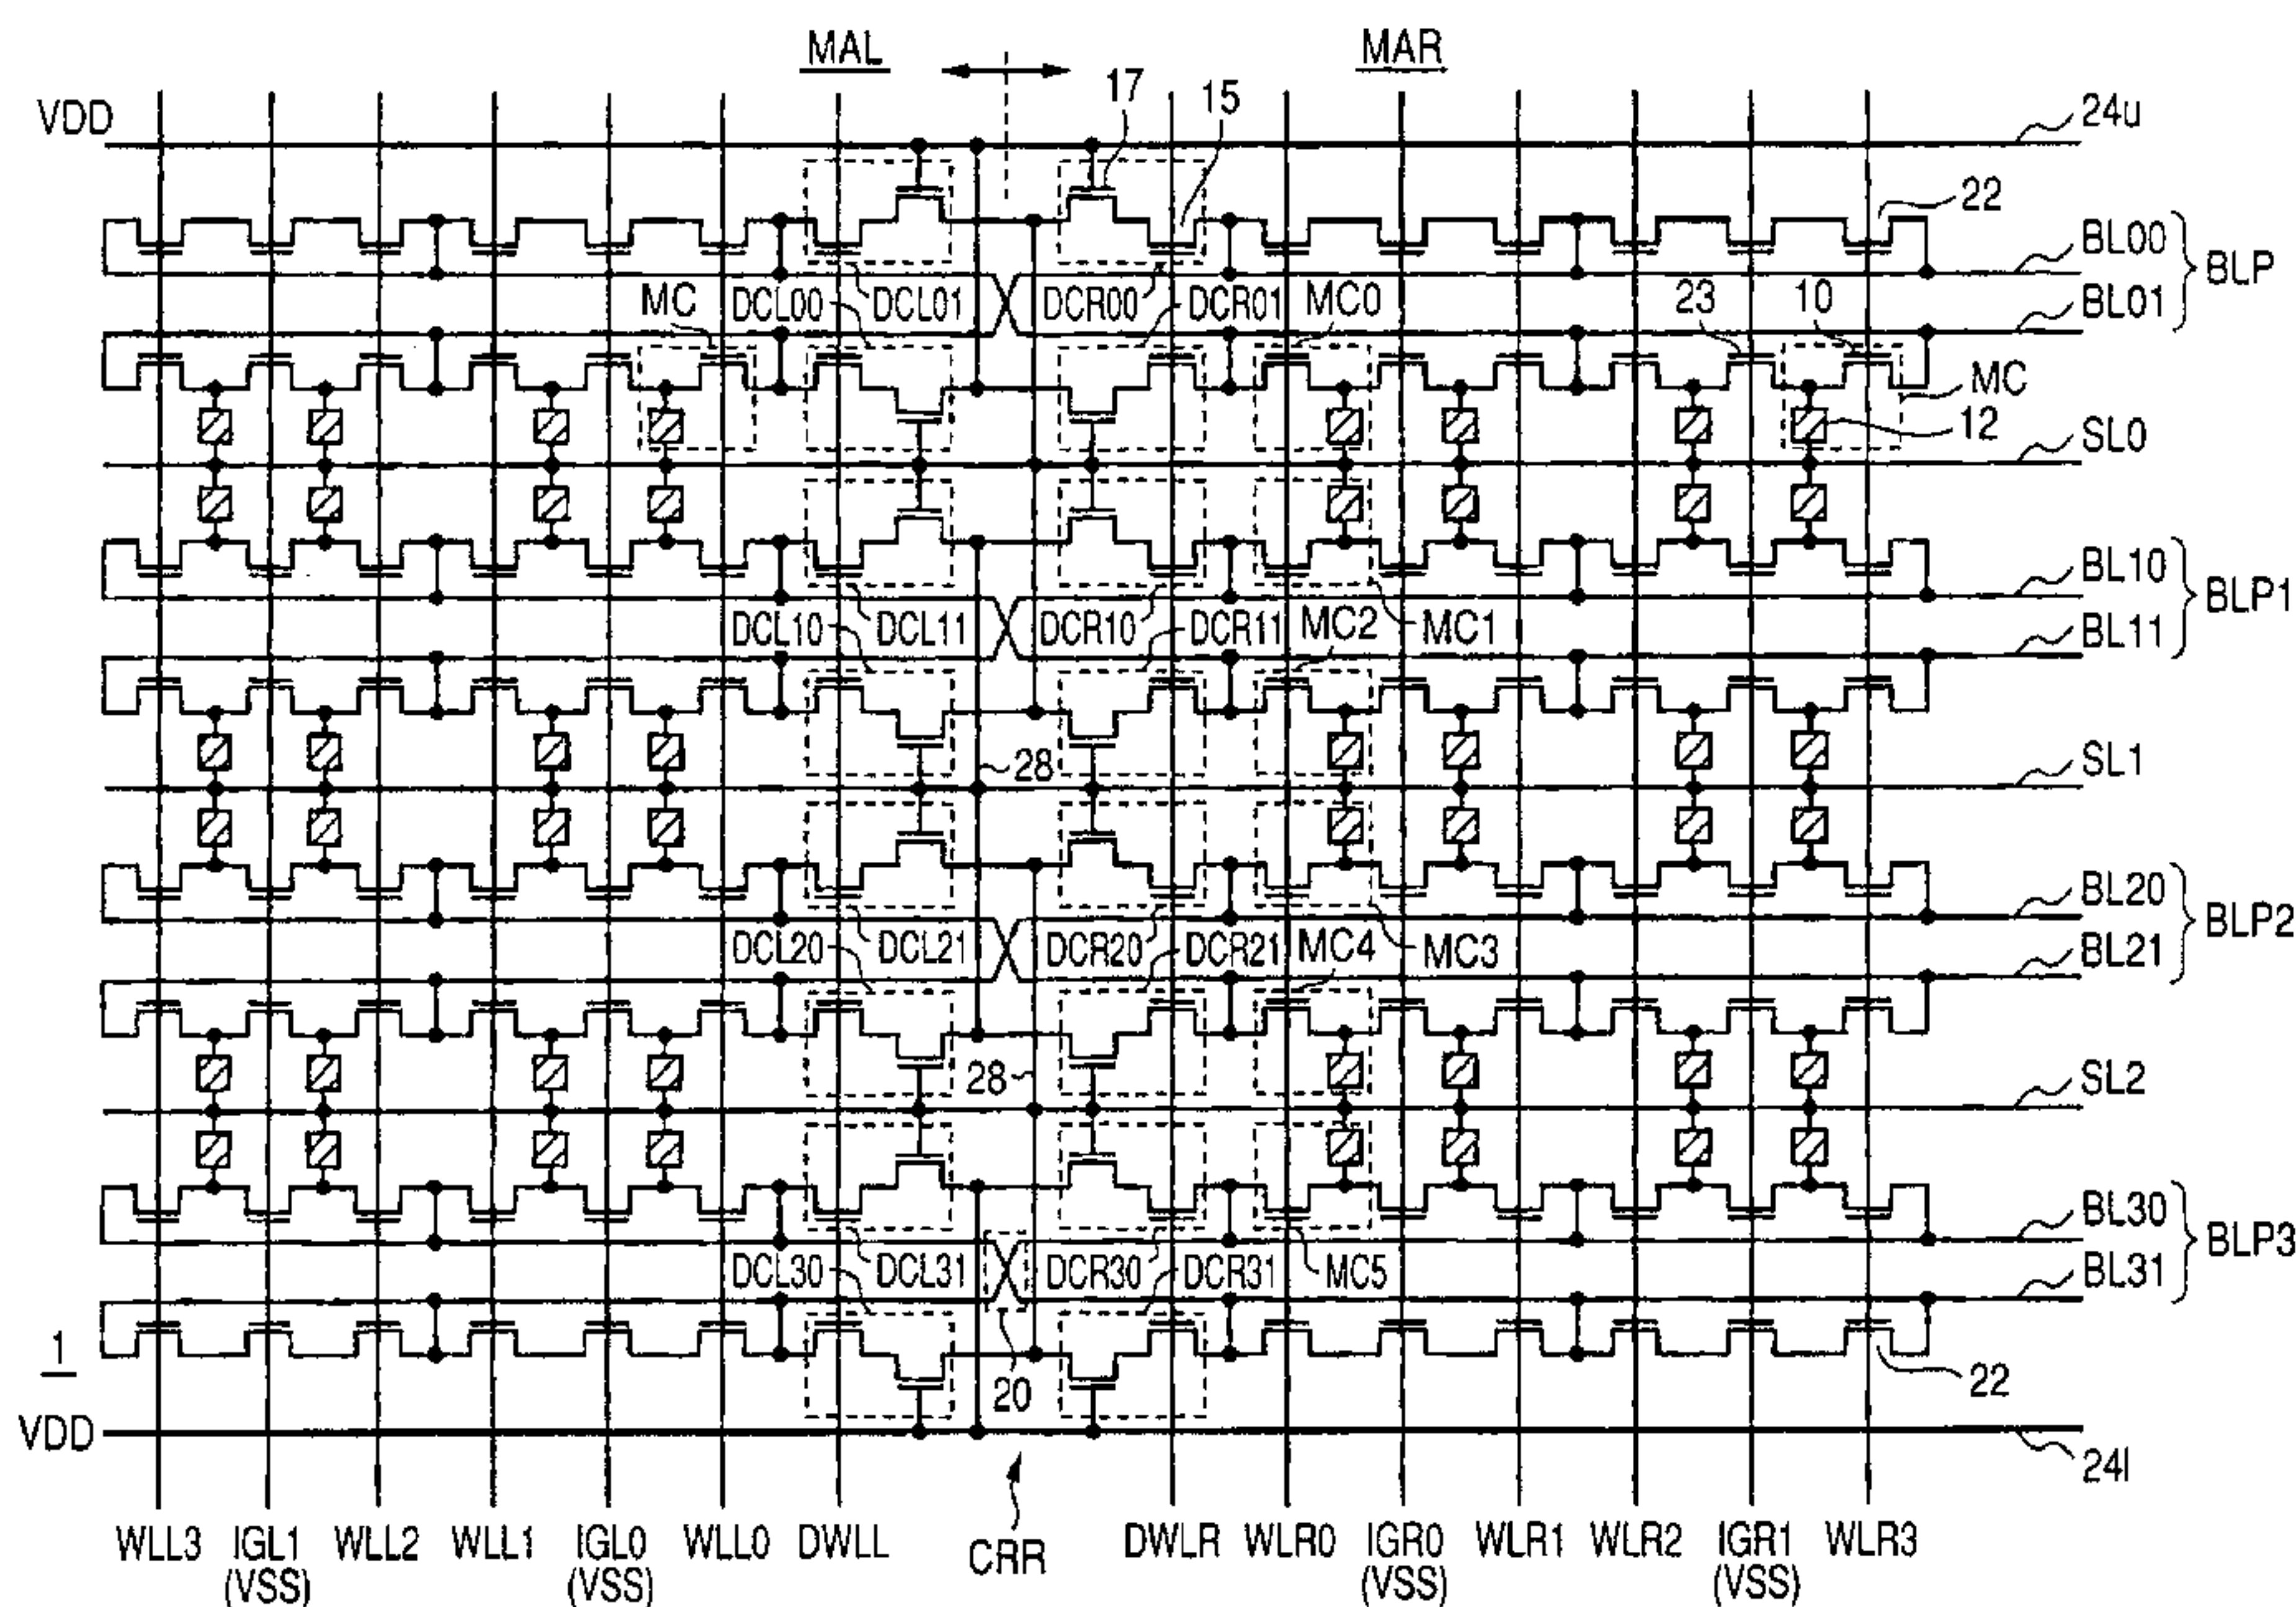 MAL MAR
17 15
VDD 24u
22
BL00 BLP
MC DCL00 DCL01 DCR00 DCR01 MC0 23 10 BL01
MC
12
SL0
BL10 BLP1
DCL10 DCL11 DCR10 DCR11 MC2 MC1 BL11
28 SL1
BL20 BLP2
DCL20 DCL21 DCR20 DCR21 MC4 MC3 BL21
28 SL2
BL30 BLP3
DCL30 DCL31 DCR30 DCR31 MC5 BL31
1 20 22
VDD 24l
WLL3 IGL1 WLL2 WLL1 IGL0 WLL0 DWLL CRR DWLR WLR0 IGR0 WLR1 WLR2 IGR1 WLR3
(VSS) (VSS) (VSS) (VSS)